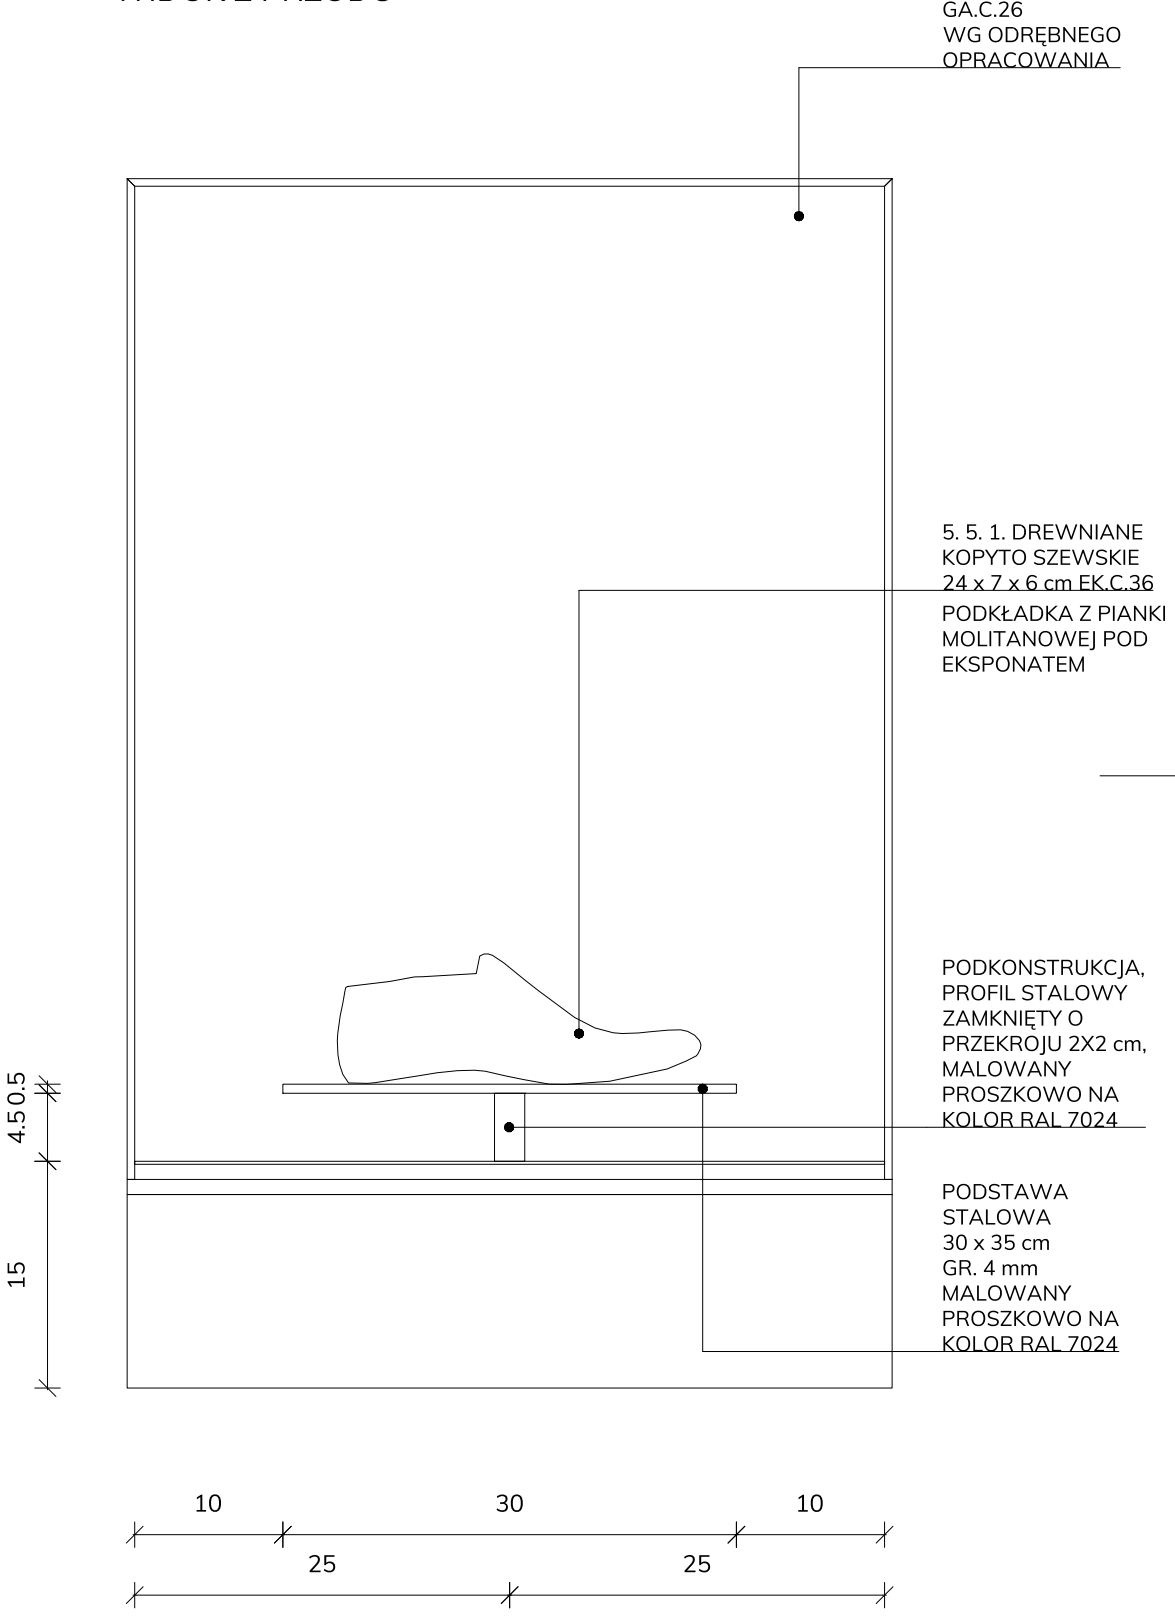 GA.C.26
WG ODRĘBNEGO
OPRACOWANIA
5. 5. 1. DREWNIANE
KOPYTO SZEWSKIE
24 x 7 x 6 cm EK.C.36
PODKŁADKA Z PIANKI
MOLITANOWEJ POD
EKSPONATEM
PODKONSTRUKCJA,
PROFIL STALOWY
ZAMKNIĘTY O
PRZEKROJU 2X2 cm,
MALOWANY
PROSZKOWO NA
KOLOR RAL 7024
PODSTAWA
STALOWA
30 x 35 cm
GR. 4 mm
MALOWANY
PROSZKOWO NA
KOLOR RAL 7024
0.5
4.5
15
10 30 10
25 25